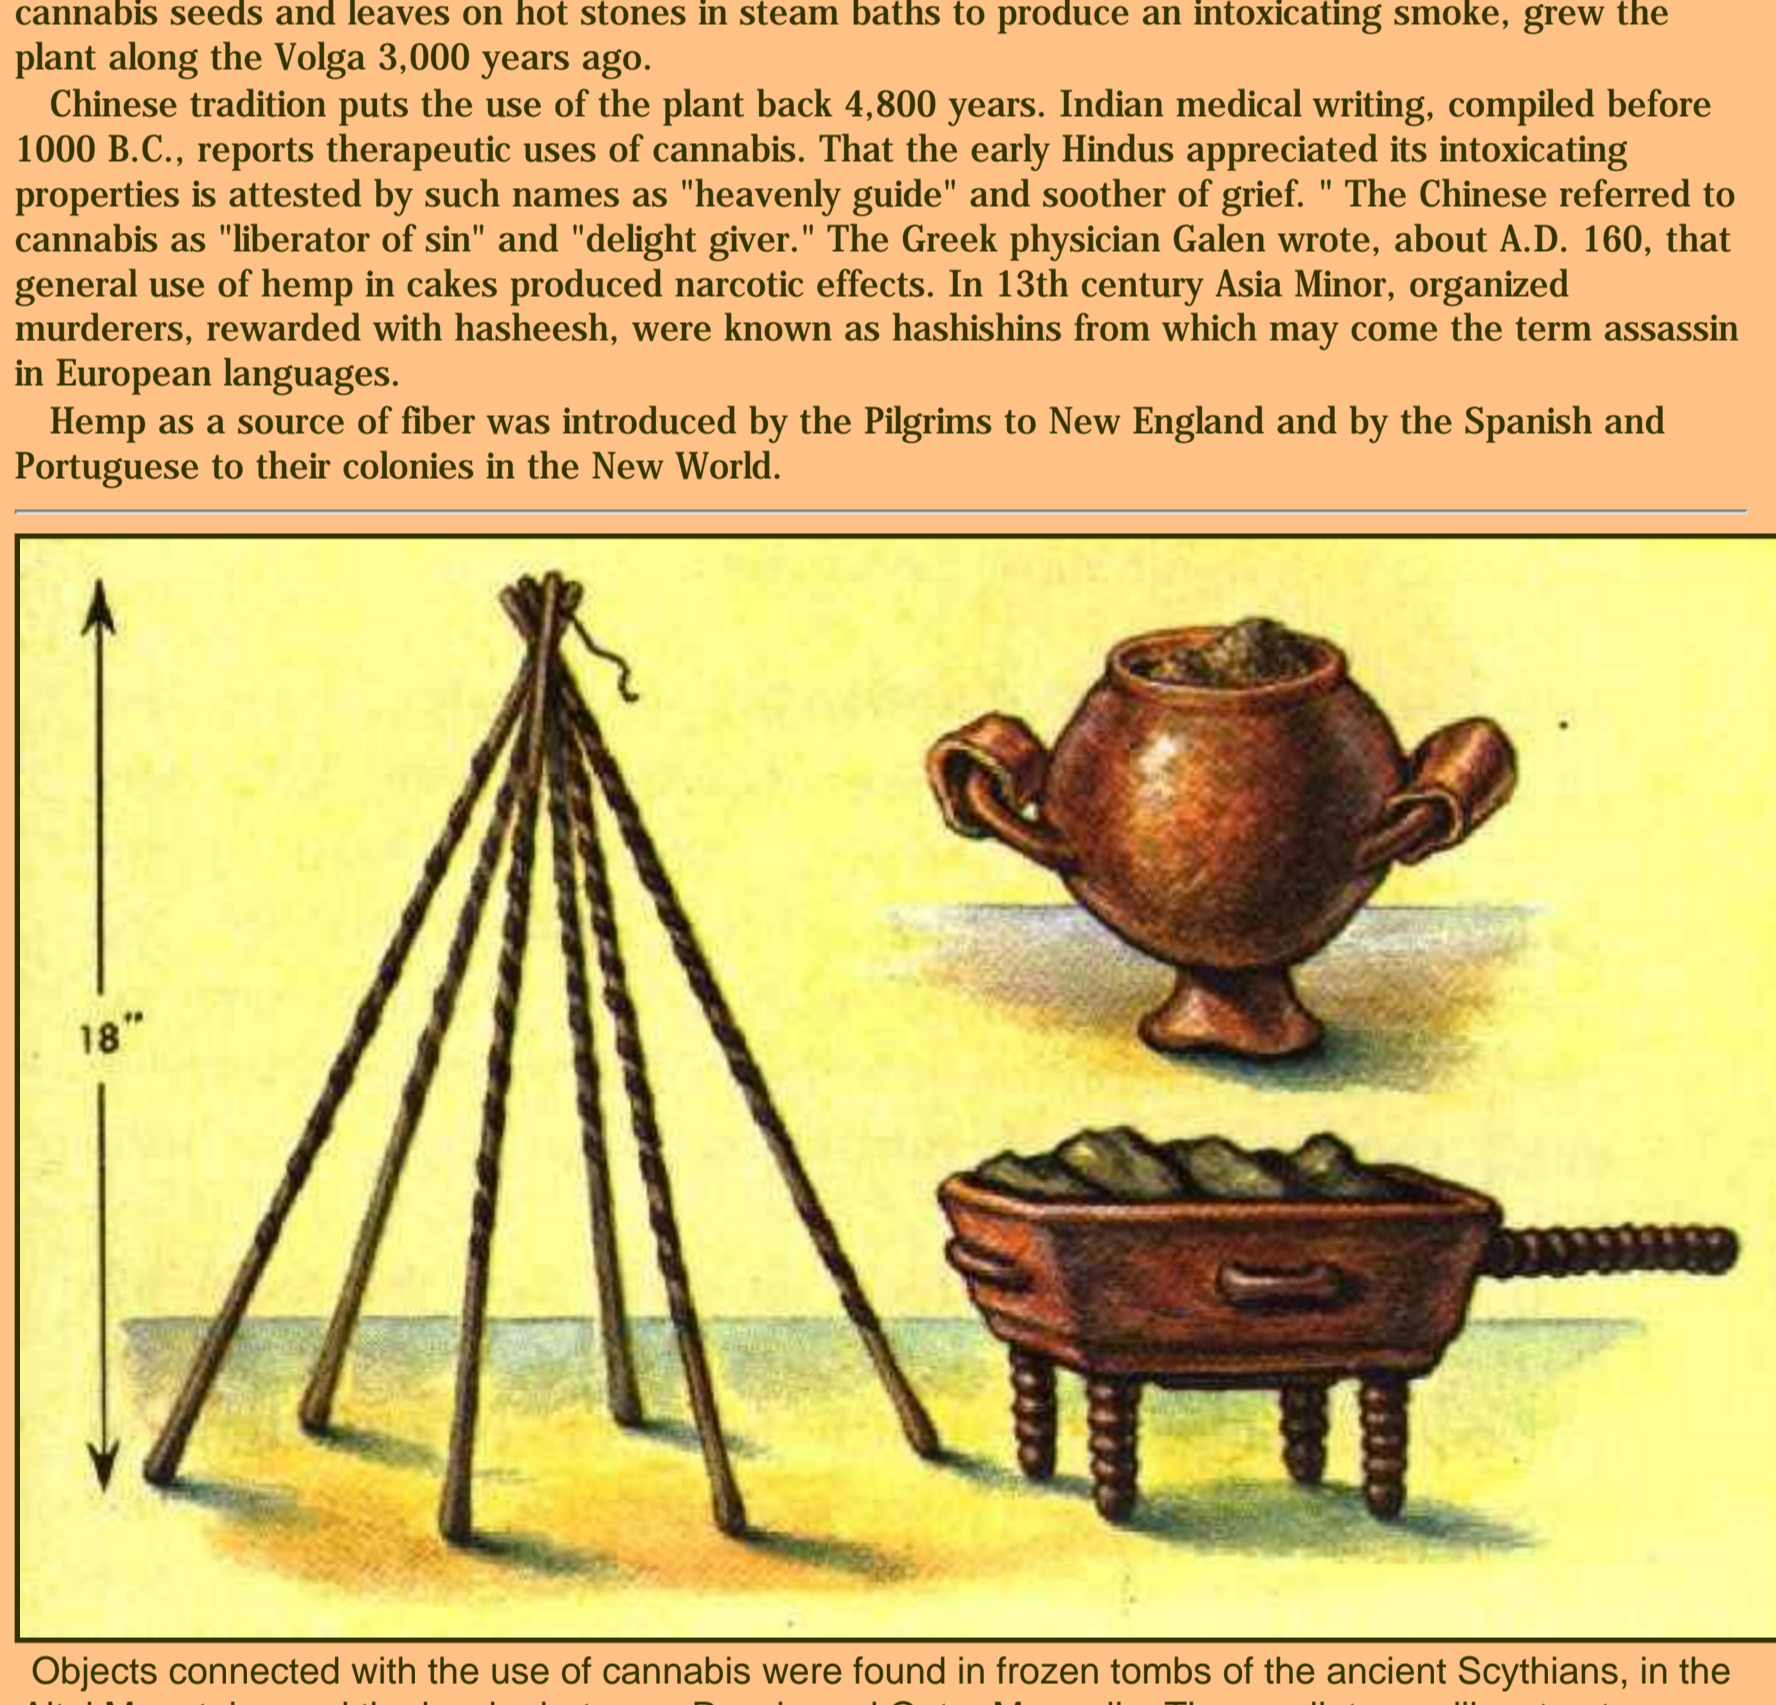 cannabis seeds and leaves on hot stones in steam baths to produce an intoxicating smoke, grew the
plant along the Volga 3,000 years ago.
Chinese tradition puts the use of the plant back 4,800 years. Indian medical writing, compiled before
1000 B.C., reports therapeutic uses of cannabis. That the early Hindus appreciated its intoxicating
properties is attested by such names as "heavenly guide" and soother of grief. " The Chinese referred to
cannabis as "liberator of sin" and "delight giver." The Greek physician Galen wrote, about A.D. 160, that
general use of hemp in cakes produced narcotic effects. In 13th century Asia Minor, organized
murderers, rewarded with hasheesh, were known as hashishins from which may come the term assassin
in European languages.
Hemp as a source of fiber was introduced by the Pilgrims to New England and by the Spanish and
Portuguese to their colonies in the New World.
18"
Objects connected with the use of cannabis were found in frozen tombs of the ancient Scythians, in the